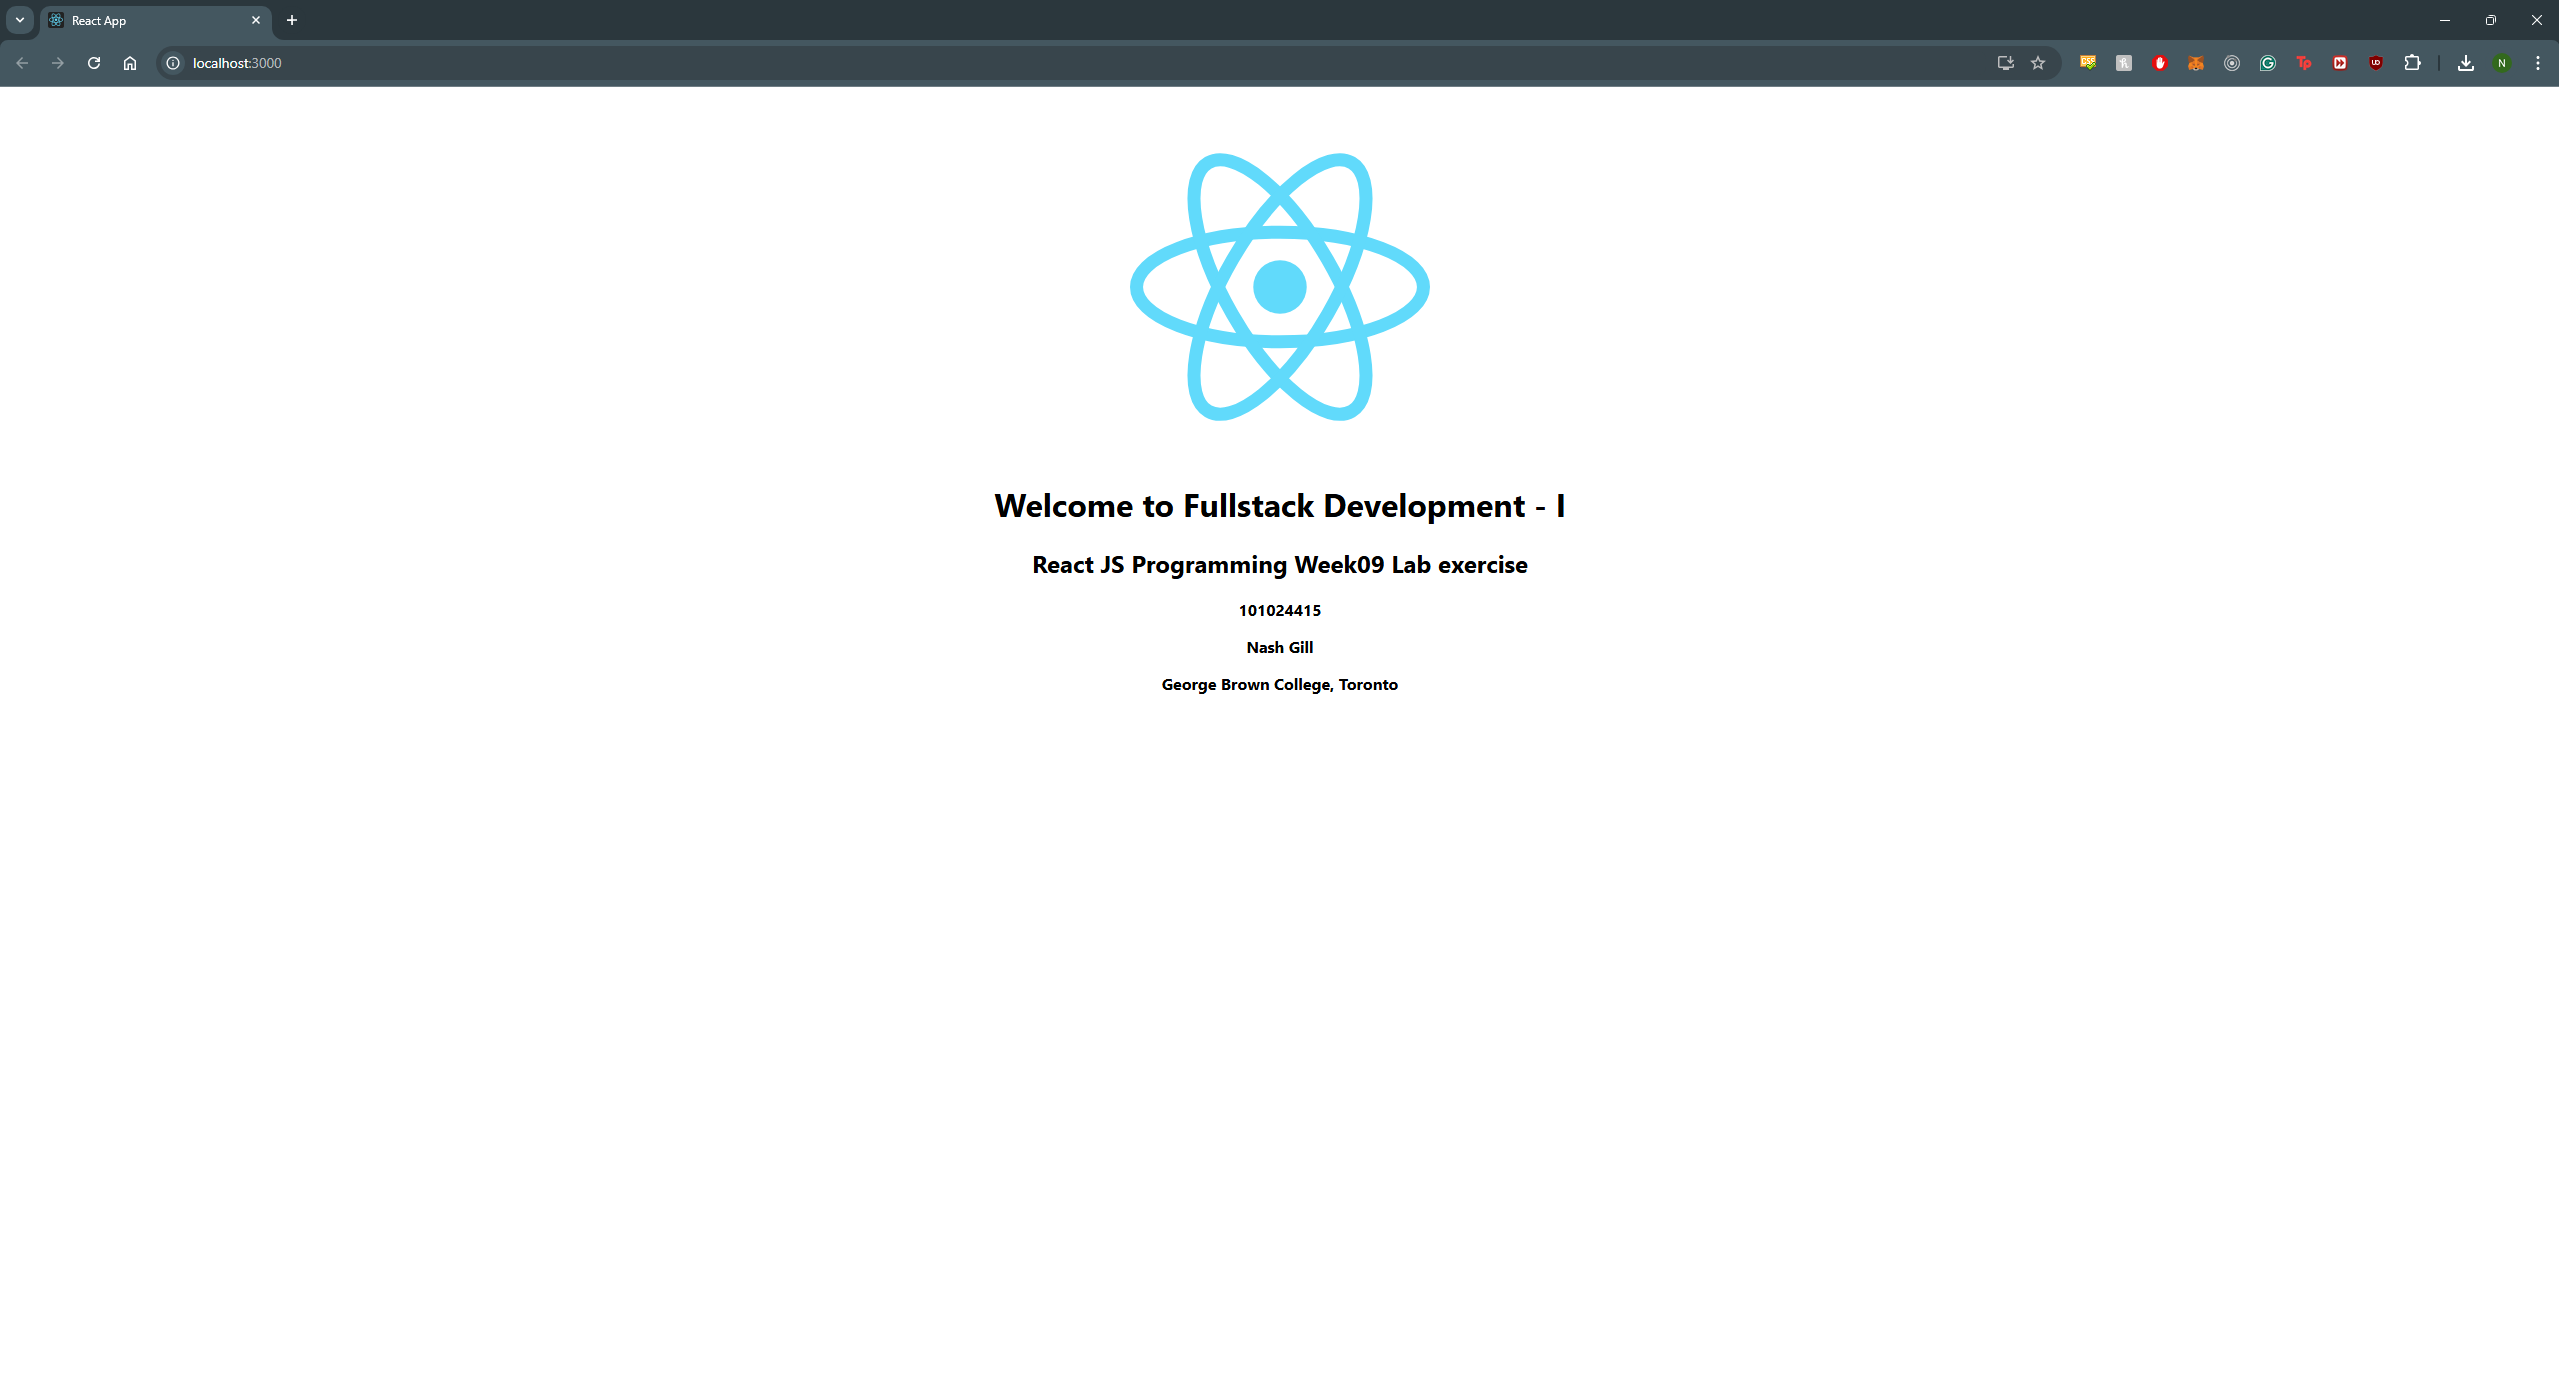 React App
localhost:3000
N
Welcome to Fullstack Development - I
React JS Programming Week09 Lab exercise
101024415
Nash Gill
George Brown College, Toronto